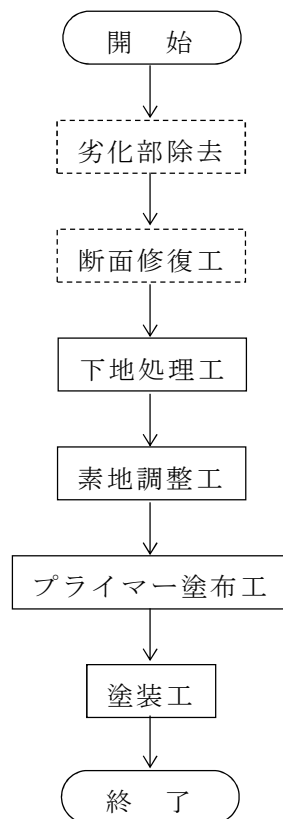 開　始
劣化部除去
断面修復工
下地処理工
素地調整工
プライマー塗布工
塗装工
終　了